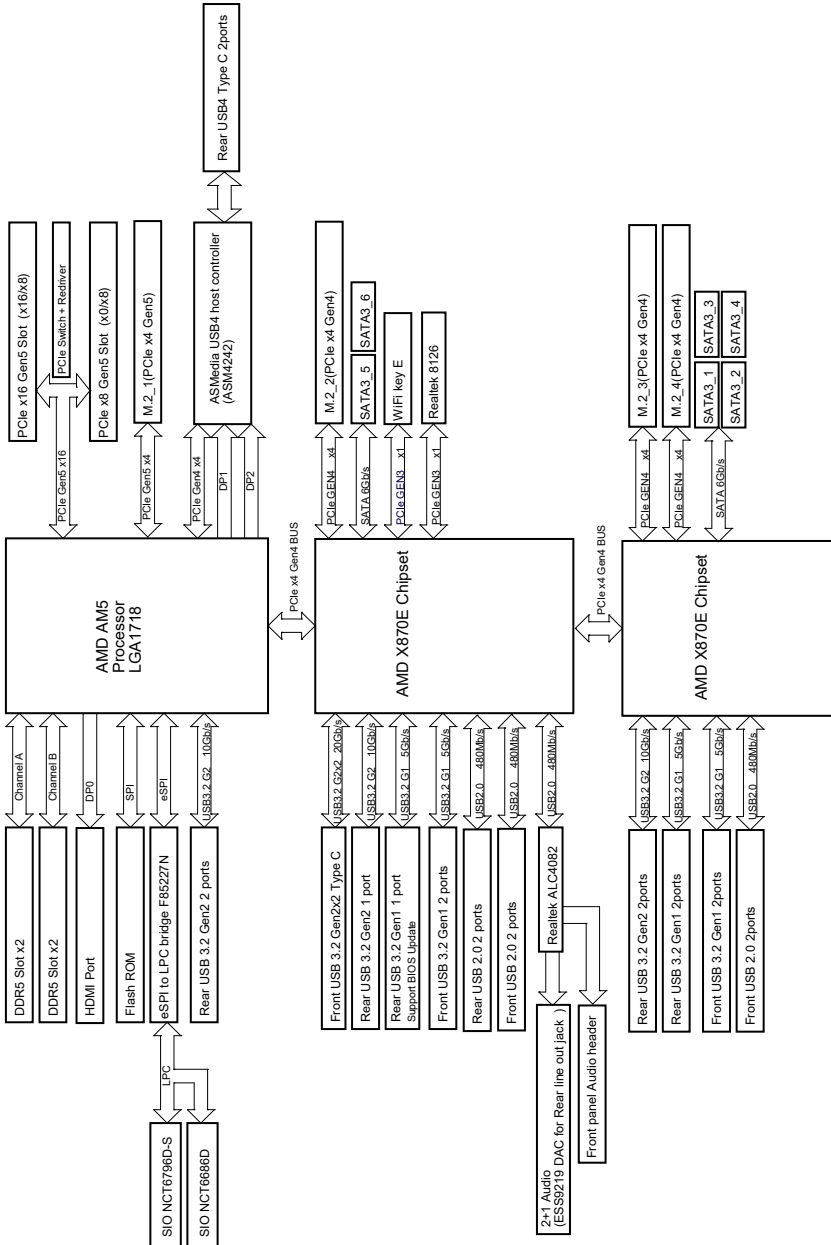 Rear USB4 Type C 2ports
PCIe x16 Gen5 Slot (x16/x8)
PCIe Switch + Redriver
PCIe x8 Gen5 Slot (x0/x8)
M.2_1(PCIe x4 Gen5)
ASMedia USB4 host controller
(ASM4242)
PCIe Gen5 x16
PCIe Gen5 x4
PCIe Gen4 x4
DP1
DP2
AMD AM5
Processor
LGA1718
Channel A
Channel B
DP0
SPI
eSPI
USB3.2 G2 10Gb/s
DDR5 Slot x2
DDR5 Slot x2
HDMI Port
Flash ROM
eSPI to LPC bridge F85227N
Rear USB 3.2 Gen2 2 ports
LPC
SIO NCT6796D-S
SIO NCT6686D
PCIe x4 Gen4 BUS
M.2_2(PCIe x4 Gen4)
SATA3_5
SATA3_6
WiFi key E
Realtek 8126
PCIe GEN4 x4
SATA 6Gb/s
PCIe GEN3 x1
PCIe GEN3 x1
AMD X870E Chipset
USB3.2 G2x2 20Gb/s
USB3.2 G2 10Gb/s
USB3.2 G1 5Gb/s
USB3.2 G1 5Gb/s
USB2.0 480Mb/s
USB2.0 480Mb/s
USB2.0 480Mb/s
Front USB 3.2 Gen2x2 Type C
Rear USB 3.2 Gen2 1 port
Rear USB 3.2 Gen1 1 port
Support BIOS Update
Front USB 3.2 Gen1 2 ports
Rear USB 2.0 2 ports
Front USB 2.0 2 ports
Realtek ALC4082
2+1 Audio
(ESS9219 DAC for Rear line out jack )
Front panel Audio header
PCIe x4 Gen4 BUS
M.2_3(PCIe x4 Gen4)
M.2_4(PCIe x4 Gen4)
SATA3_1
SATA3_3
SATA3_2
SATA3_4
PCIe GEN4 x4
PCIe GEN4 x4
SATA 6Gb/s
AMD X870E Chipset
USB3.2 G2 10Gb/s
USB3.2 G1 5Gb/s
USB3.2 G1 5Gb/s
USB2.0 480Mb/s
Rear USB 3.2 Gen2 2ports
Rear USB 3.2 Gen1 2ports
Front USB 3.2 Gen1 2ports
Front USB 2.0 2ports